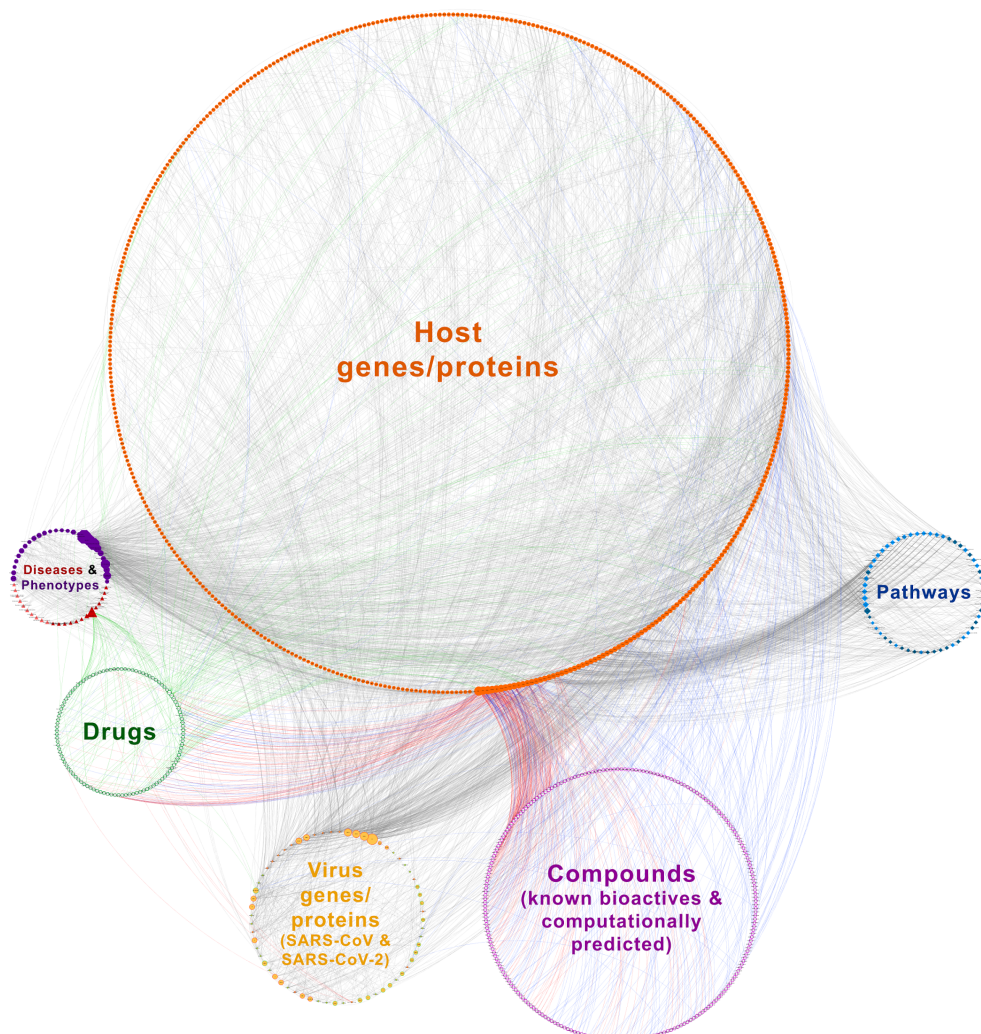 Host
genes/proteins
Diseases &
Phenotypes
Pathways
Drugs
Virus
genes/
proteins
(SARS-CoV &
SARS-CoV-2)
Compounds
(known bioactives &
computationally
predicted)